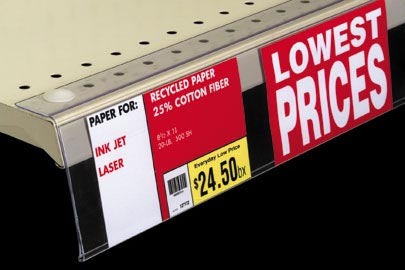 PAPER FOR:
INK JET
LASER
RECYCLED PAPER
25% COTTON FIBER
8½ X 11
20-LB. 500 SH
Everyday Low Price
$24.50bx
LOWEST
PRICES